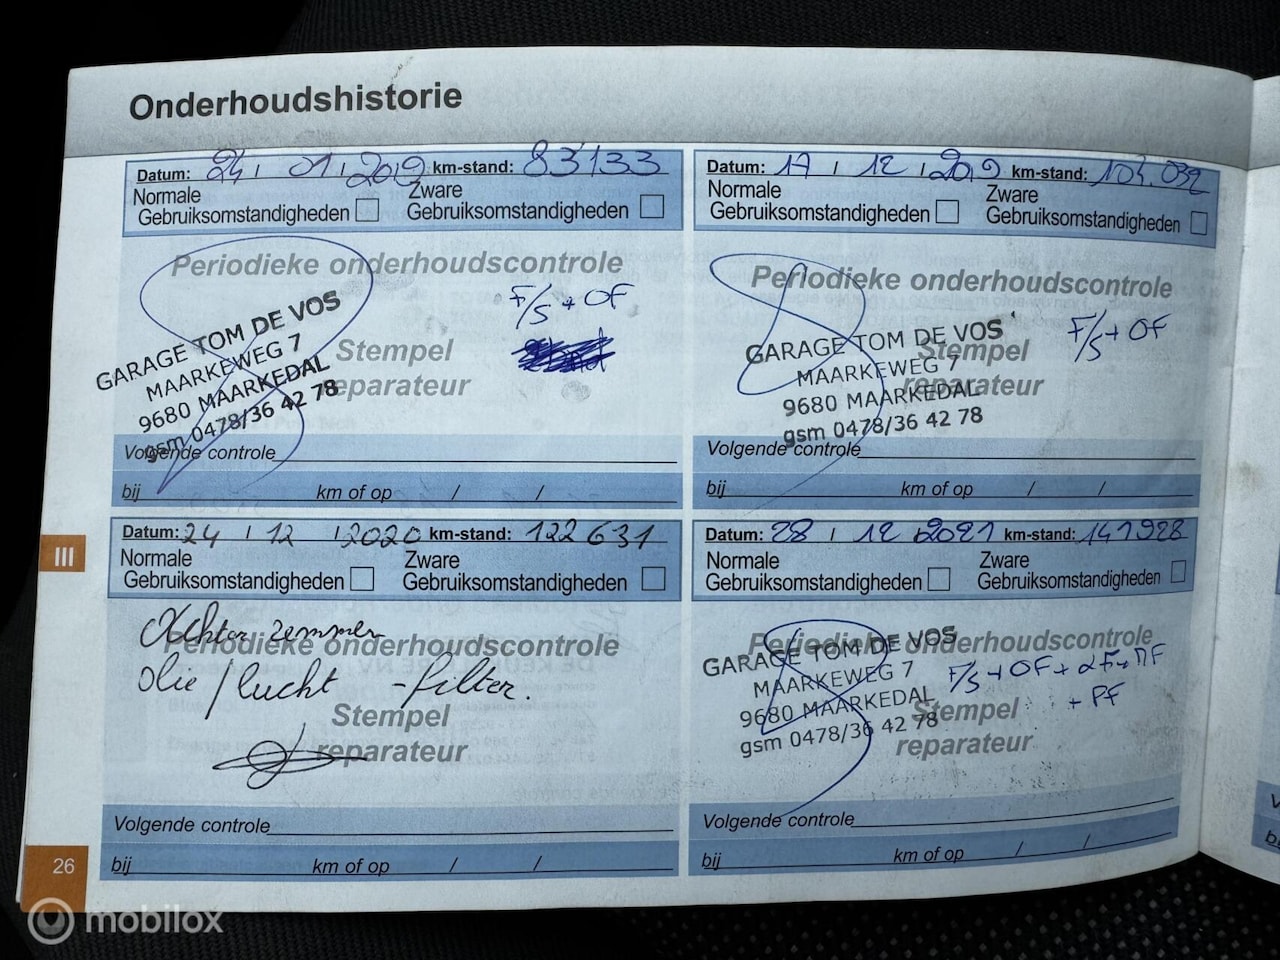 Onderhoudshistorie
Datum: 24 / 01 / 2019 km-stand: 83133
Normale Gebruiksomstandigheden
Zware Gebruiksomstandigheden
Periodieke onderhoudscontrole
F/S + OF
GARAGE TOM DE VOS
MAARKEWEG 7
9680 MAARKEDAL
gsm 0478/36 42 78
Stempel
reparateur
Volgende controle
bij km of op / /
Datum: 17 / 12 / 2019 km-stand: 104.032
Normale Gebruiksomstandigheden
Zware Gebruiksomstandigheden
Periodieke onderhoudscontrole
F/S + OF
GARAGE TOM DE VOS
MAARKEWEG 7
9680 MAARKEDAL
gsm 0478/36 42 78
Stempel
reparateur
Volgende controle
bij km of op / /
III
Datum: 24 / 12 / 2020 km-stand: 122 631
Normale Gebruiksomstandigheden
Zware Gebruiksomstandigheden
Periodieke onderhoudscontrole
Achter remmen
olie / lucht - filter.
Stempel
reparateur
Volgende controle
bij km of op / /
Datum: 28 / 12 / 2021 km-stand: 141928
Normale Gebruiksomstandigheden
Zware Gebruiksomstandigheden
Periodieke onderhoudscontrole
GARAGE TOM DE VOS
MAARKEWEG 7
9680 MAARKEDAL
gsm 0478/36 42 78
F/S + OF +
+ PF
Stempel
reparateur
Volgende controle
bij km of op / /
26
mobilox